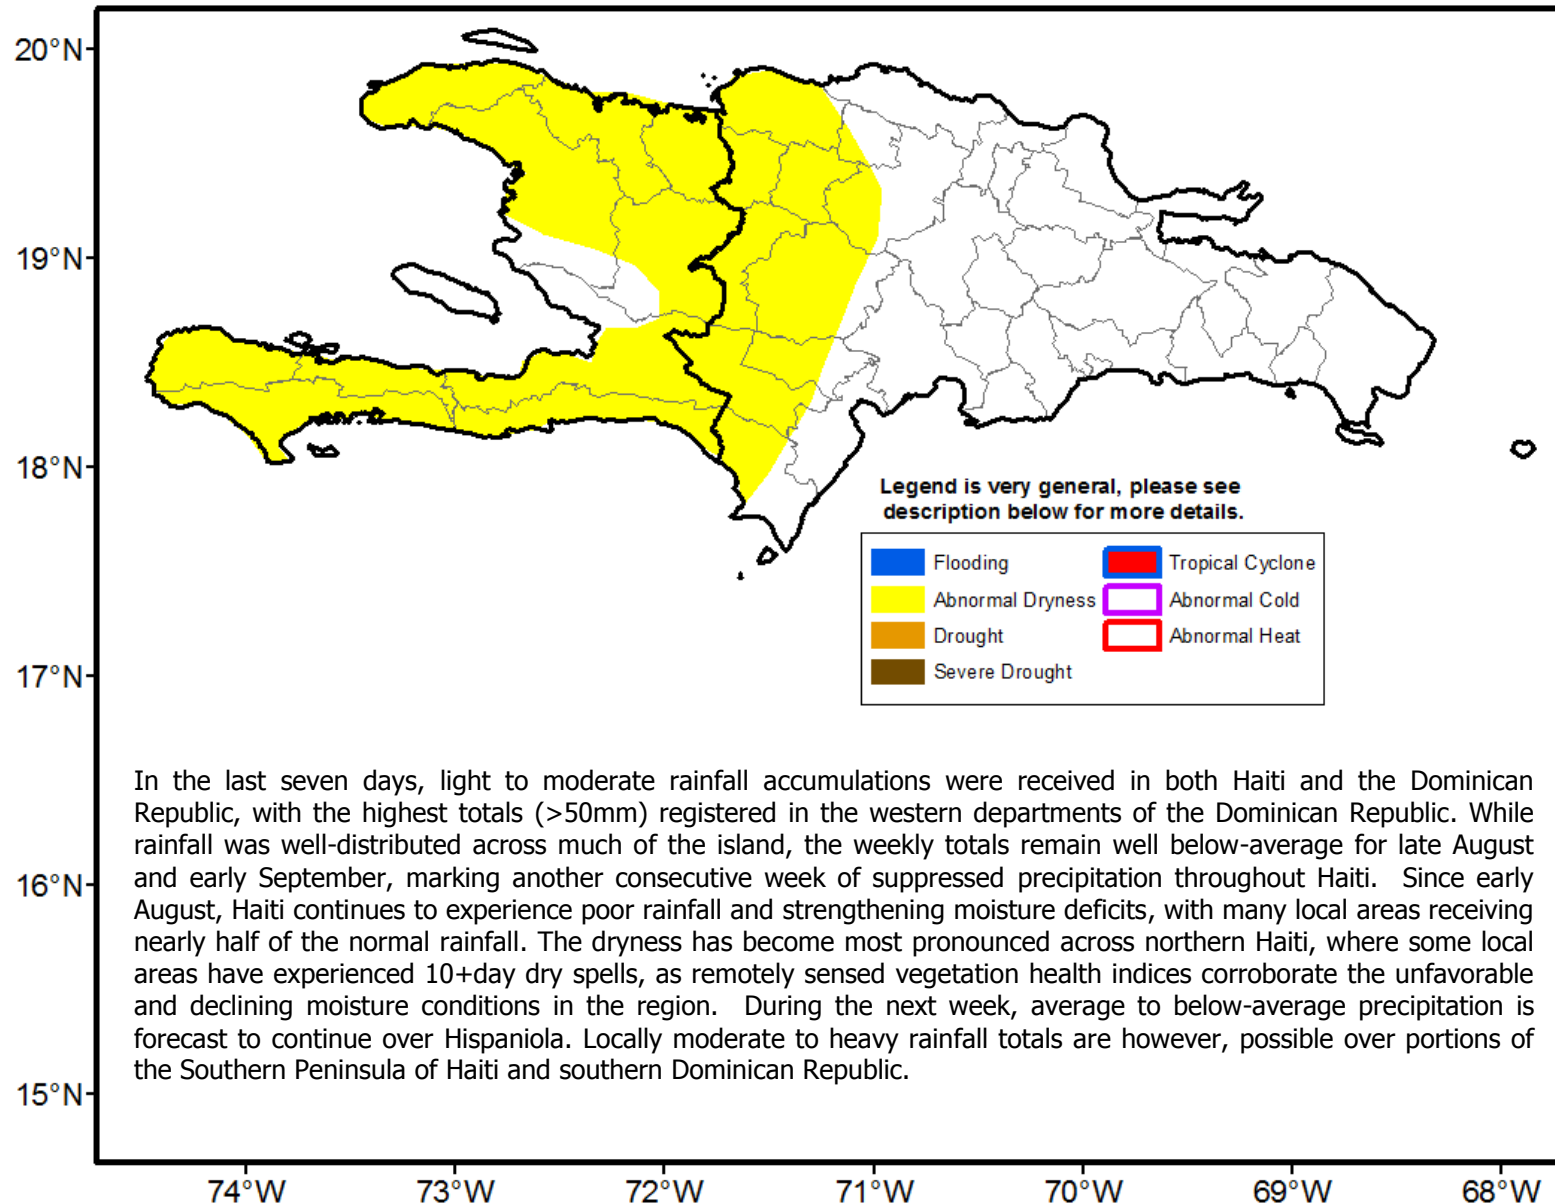 20°N
19°N
18°N
17°N
16°N
15°N
Legend is very general, please see
description below for more details.
Flooding
Tropical Cyclone
Abnormal Dryness
Abnormal Cold
Drought
Abnormal Heat
Severe Drought
In the last seven days, light to moderate rainfall accumulations were received in both Haiti and the Dominican
Republic, with the highest totals (>50mm) registered in the western departments of the Dominican Republic. While
rainfall was well-distributed across much of the island, the weekly totals remain well below-average for late August
and early September, marking another consecutive week of suppressed precipitation throughout Haiti. Since early
August, Haiti continues to experience poor rainfall and strengthening moisture deficits, with many local areas receiving
nearly half of the normal rainfall. The dryness has become most pronounced across northern Haiti, where some local
areas have experienced 10+day dry spells, as remotely sensed vegetation health indices corroborate the unfavorable
and declining moisture conditions in the region. During the next week, average to below-average precipitation is
forecast to continue over Hispaniola. Locally moderate to heavy rainfall totals are however, possible over portions of
the Southern Peninsula of Haiti and southern Dominican Republic.
74°W 73°W 72°W 71°W 70°W 69°W 68°W